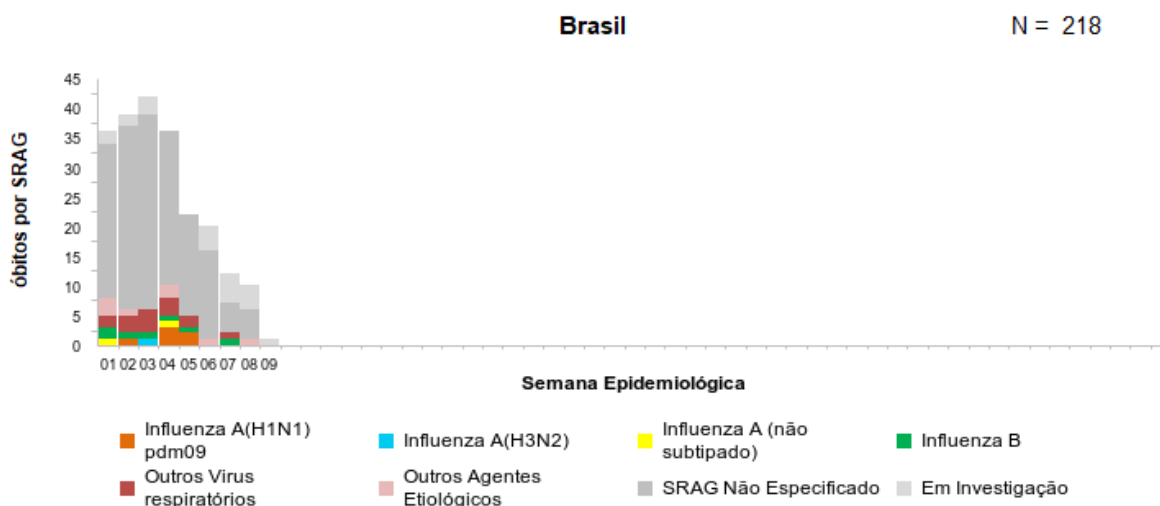 Brasil
N = 218
óbitos por SRAG
45
40
35
30
25
20
15
10
5
0
01 02 03 04 05 06 07 08 09
Semana Epidemiológica
Influenza A(H1N1)
pdm09
Influenza A(H3N2)
Influenza A (não
subtipado)
Influenza B
Outros Virus
respiratórios
Outros Agentes
Etiológicos
SRAG Não Especificado
Em Investigação